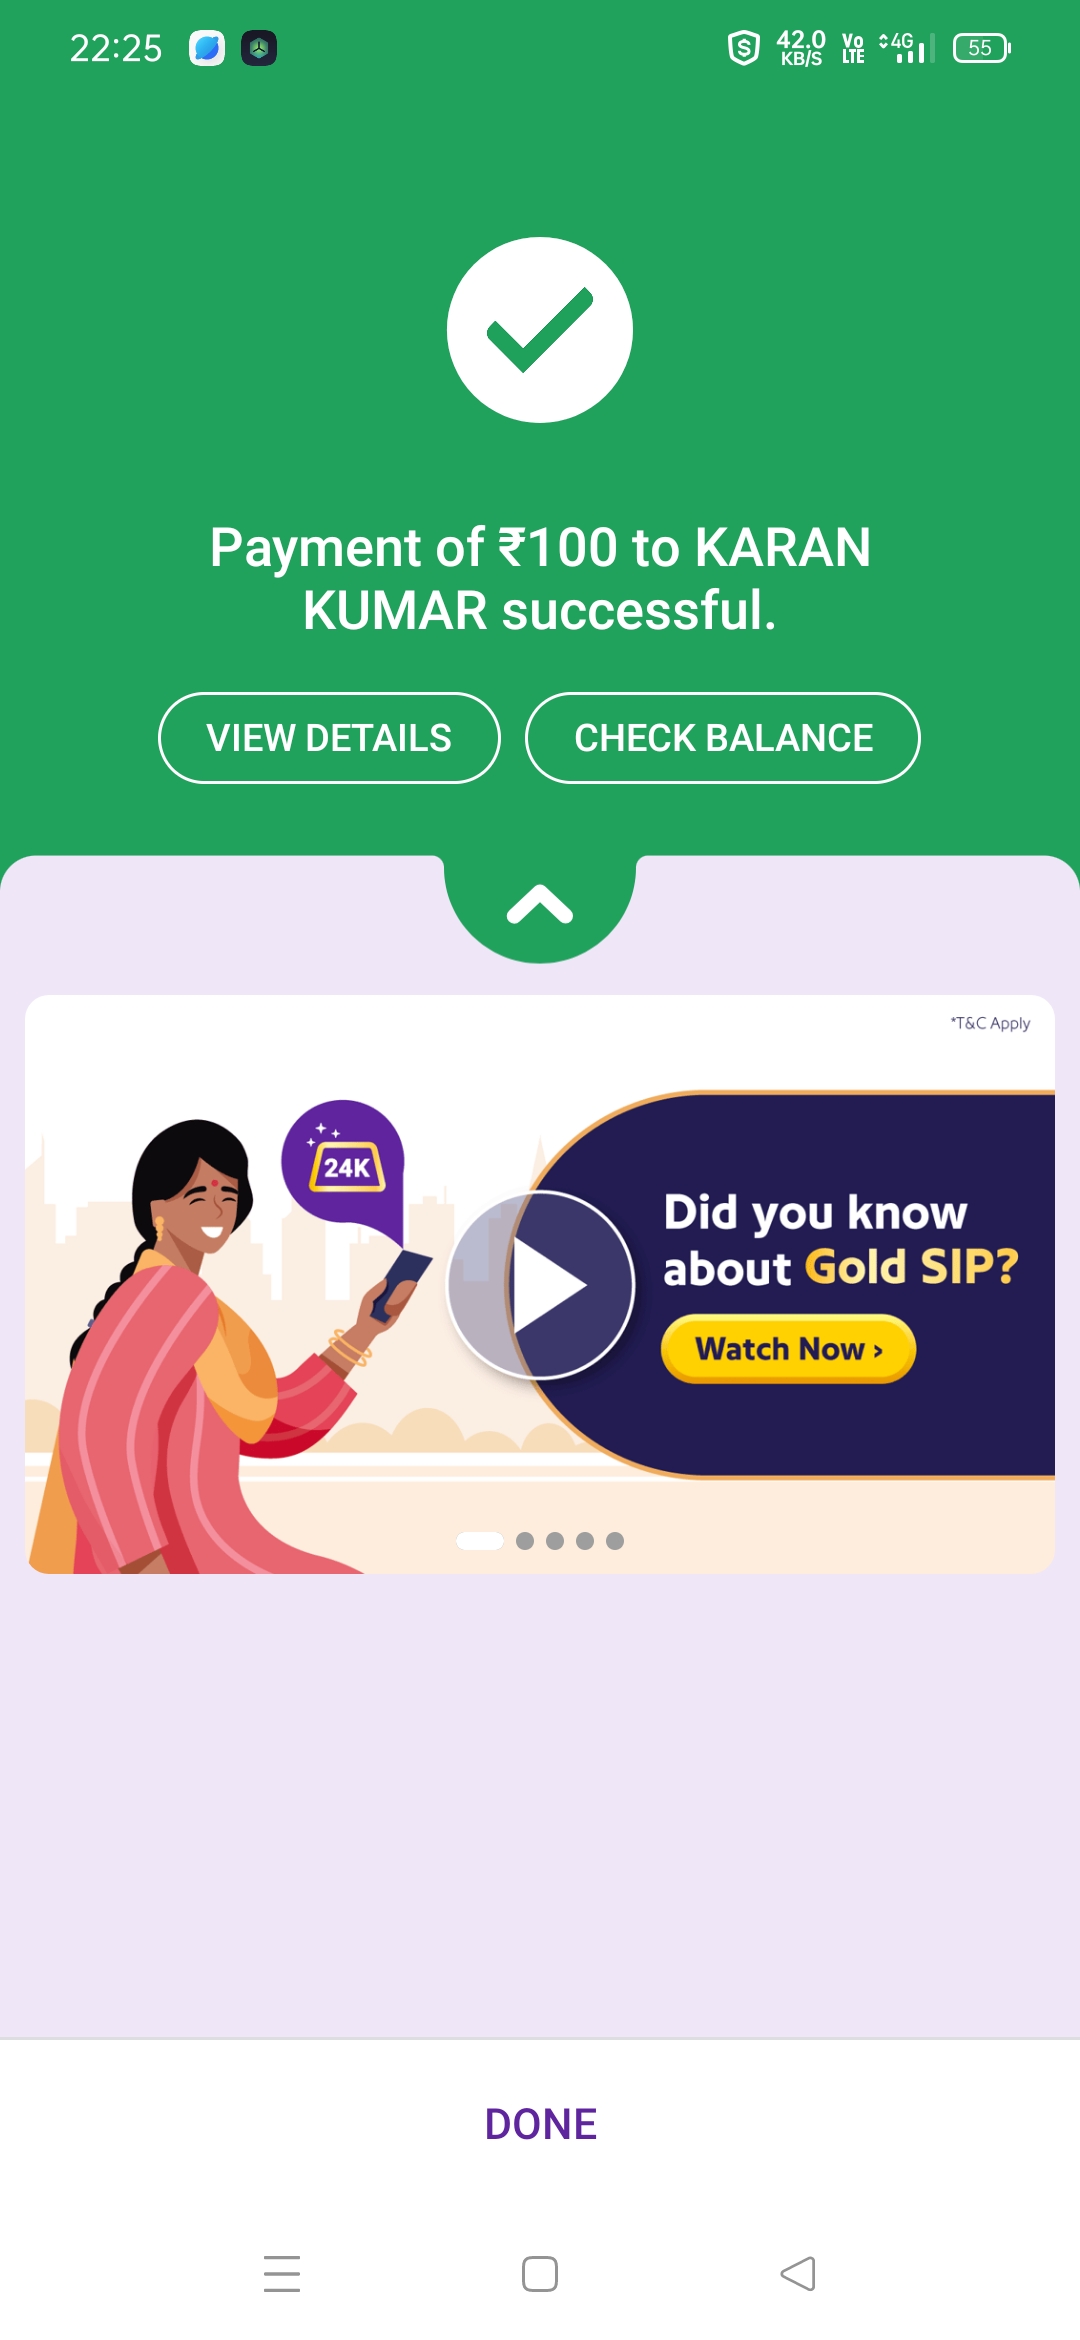 22:25
42.0
KB/S
Vo
LTE
4G
55
Payment of ₹100 to KARAN
KUMAR successful.
VIEW DETAILS
CHECK BALANCE
*T&C Apply
24K
Did you know
about Gold SIP?
Watch Now ›
DONE